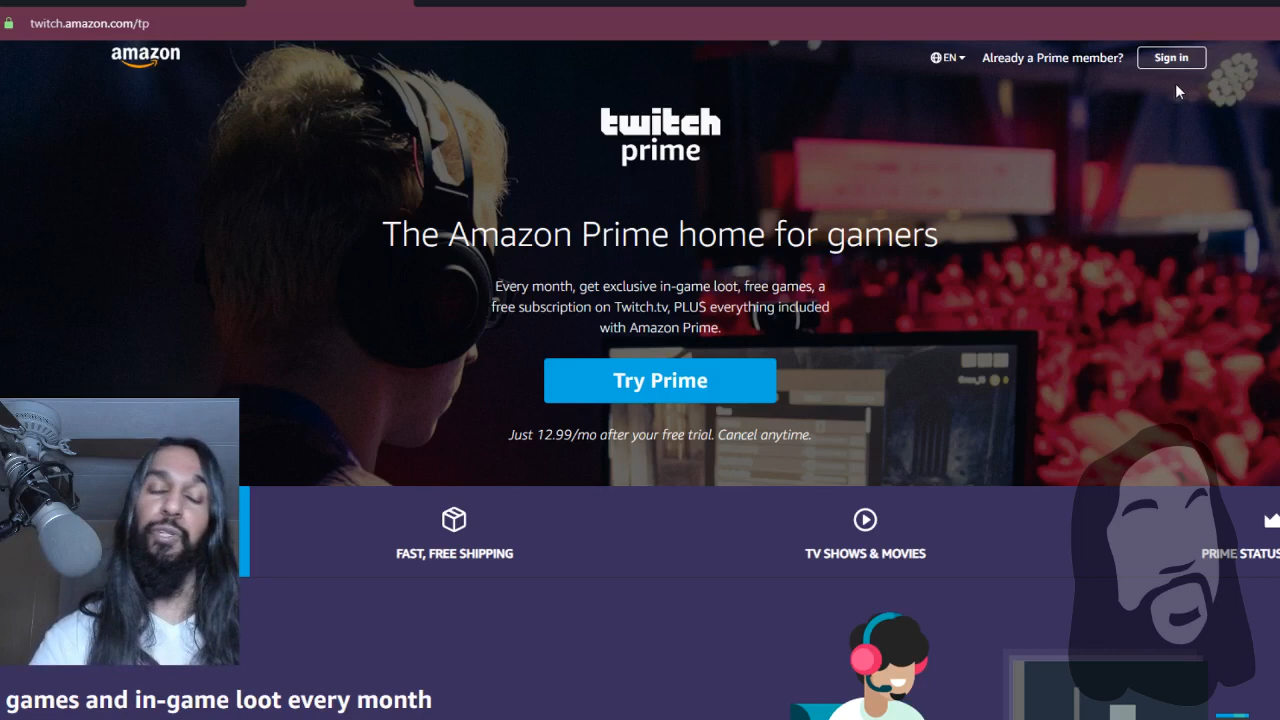 twitch.amazon.com/tp
amazon
EN
Already a Prime member?
Sign in
twitch
prime
The Amazon Prime home for gamers
Every month, get exclusive in-game loot, free games, a
free subscription on Twitch.tv, PLUS everything included
with Amazon Prime.
Try Prime
Just 12.99/mo after your free trial. Cancel anytime.
FAST, FREE SHIPPING
TV SHOWS & MOVIES
PRIME STATUS
games and in-game loot every month